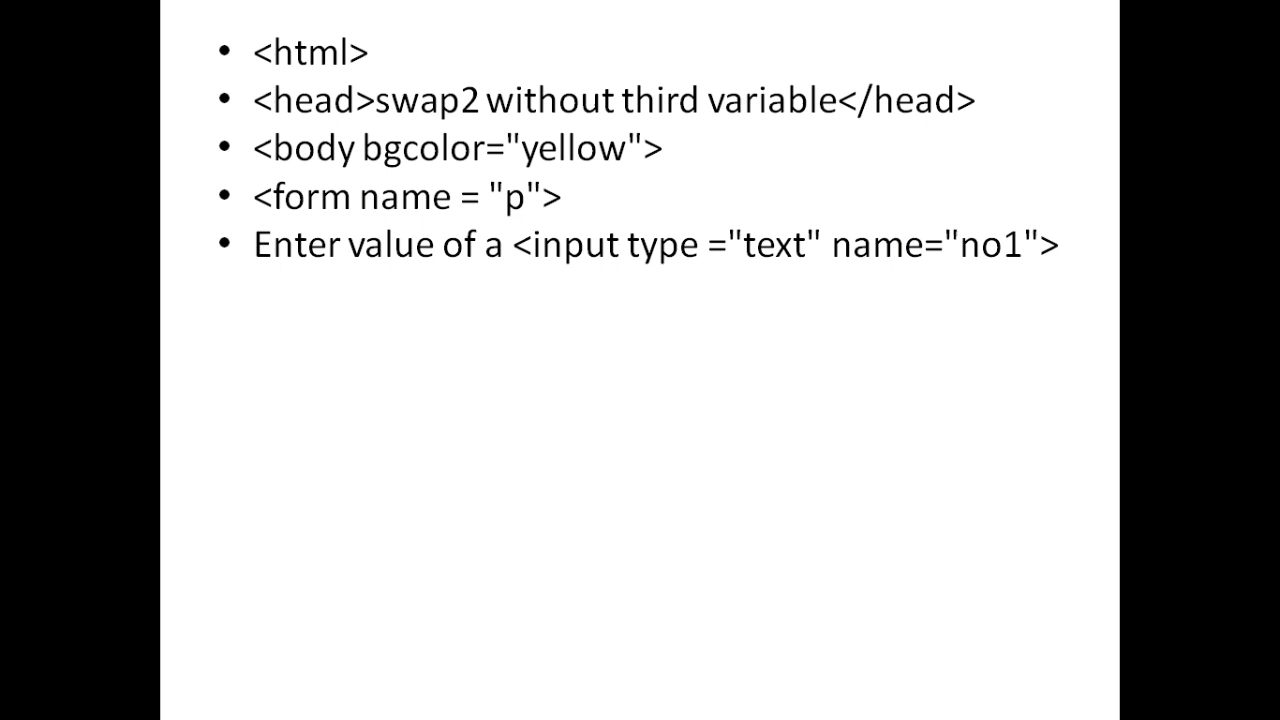 • <html>
• <head>swap2 without third variable</head>
• <body bgcolor="yellow">
• <form name = "p">
• Enter value of a <input type ="text" name="no1">